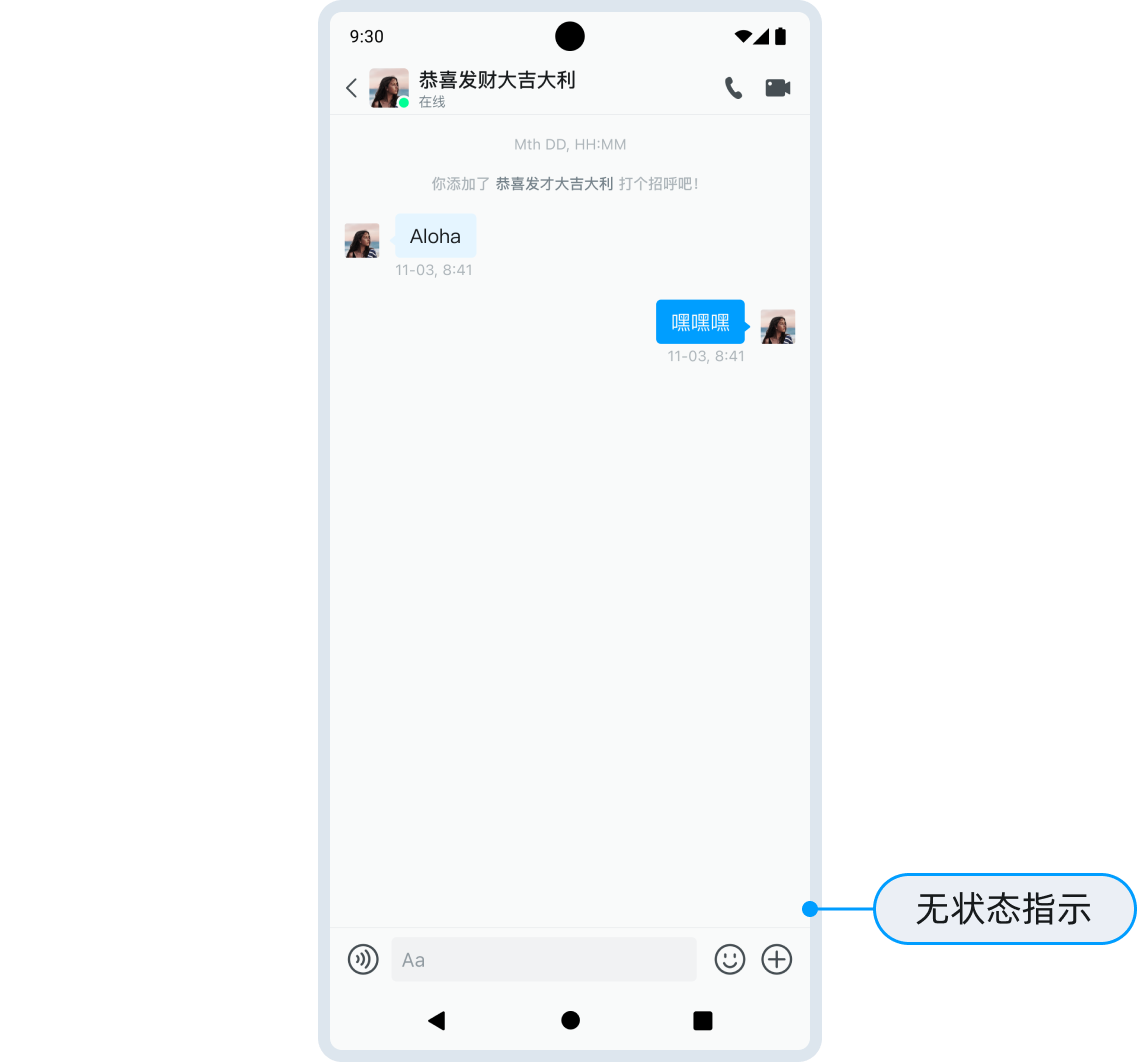 9:30
恭喜发财大吉大利
在线
Mth DD, HH:MM
你添加了 恭喜发才大吉大利 打个招呼吧！
Aloha
11-03, 8:41
嘿嘿嘿
11-03, 8:41
无状态指示
Aa